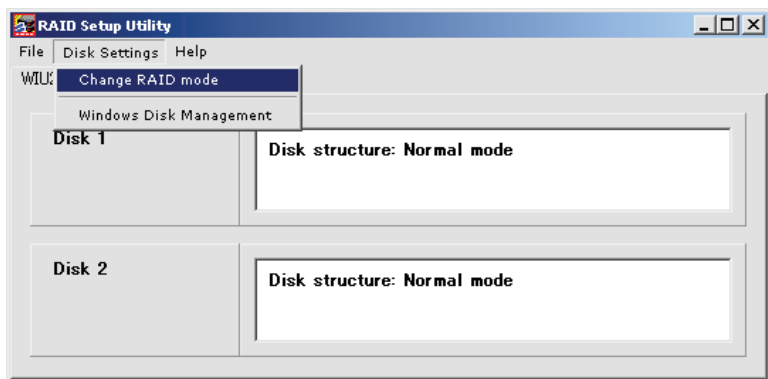 RAID Setup Utility
File Disk Settings Help
Change RAID mode
Windows Disk Management
Disk 1
Disk structure: Normal mode
Disk 2
Disk structure: Normal mode